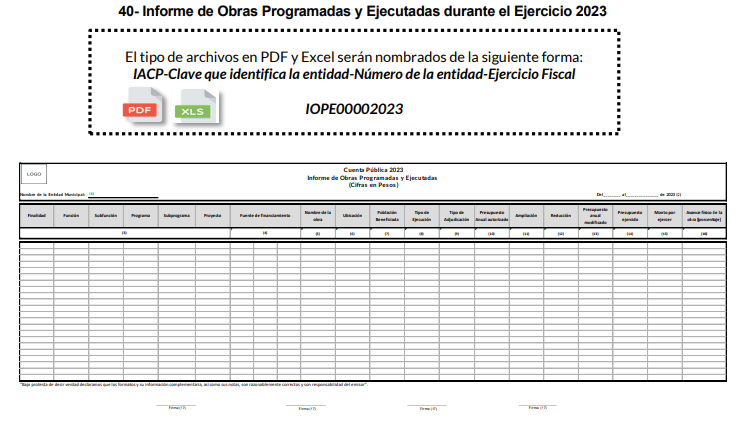 40- Informe de Obras Programadas y Ejecutadas durante el Ejercicio 2023
El tipo de archivos en PDF y Excel serán nombrados de la siguiente forma:
IACP-Clave que identifica la entidad-Número de la entidad-Ejercicio Fiscal
PDF XLS IOPE00002023
LOGO
Cuenta Pública 2023
Informe de Obras Programadas y Ejecutadas
(Cifras en Pesos)
Nombre de la Entidad Municipal: (1) Del______ al____________ de 2023 (2)
Finalidad Función Subfunción Programa Subprograma Proyecto Fuente de financiamiento Nombre de la obra Ubicación Población Beneficiada Tipo de Ejecución Tipo de Adjudicación Presupuesto Anual autorizado Ampliación Reducción Presupuesto anual modificado Presupuesto ejercido Monto por ejercer Avance físico de la obra (porcentaje)
(3) (4) (5) (6) (7) (8) (9) (10) (11) (12) (13) (14) (15) (16)
"Bajo protesta de decir verdad declaramos que los formatos y su información complementaria, así como sus notas, son razonablemente correctos y son responsabilidad del emisor".
Firma (17) Firma (17) Firma (17) Firma (17)